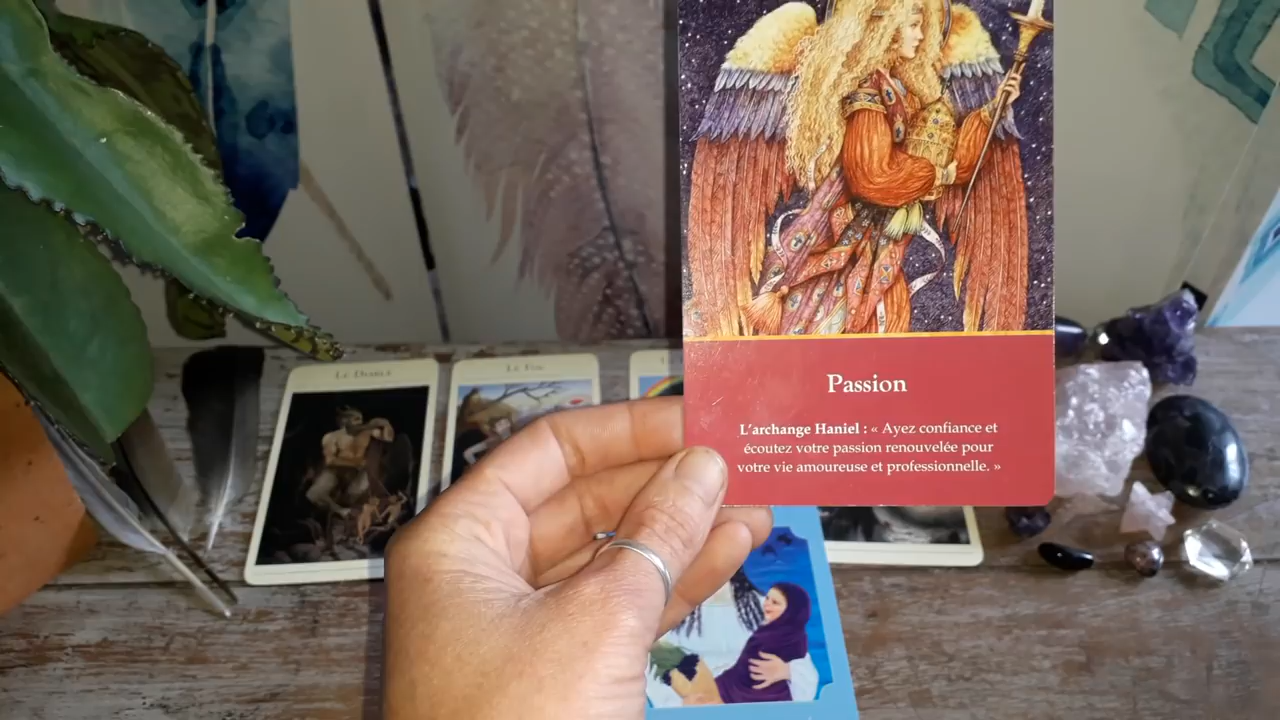 Le Diable
Le Fou
Passion
L'archange Haniel : « Ayez confiance et
écoutez votre passion renouvelée pour
votre vie amoureuse et professionnelle. »